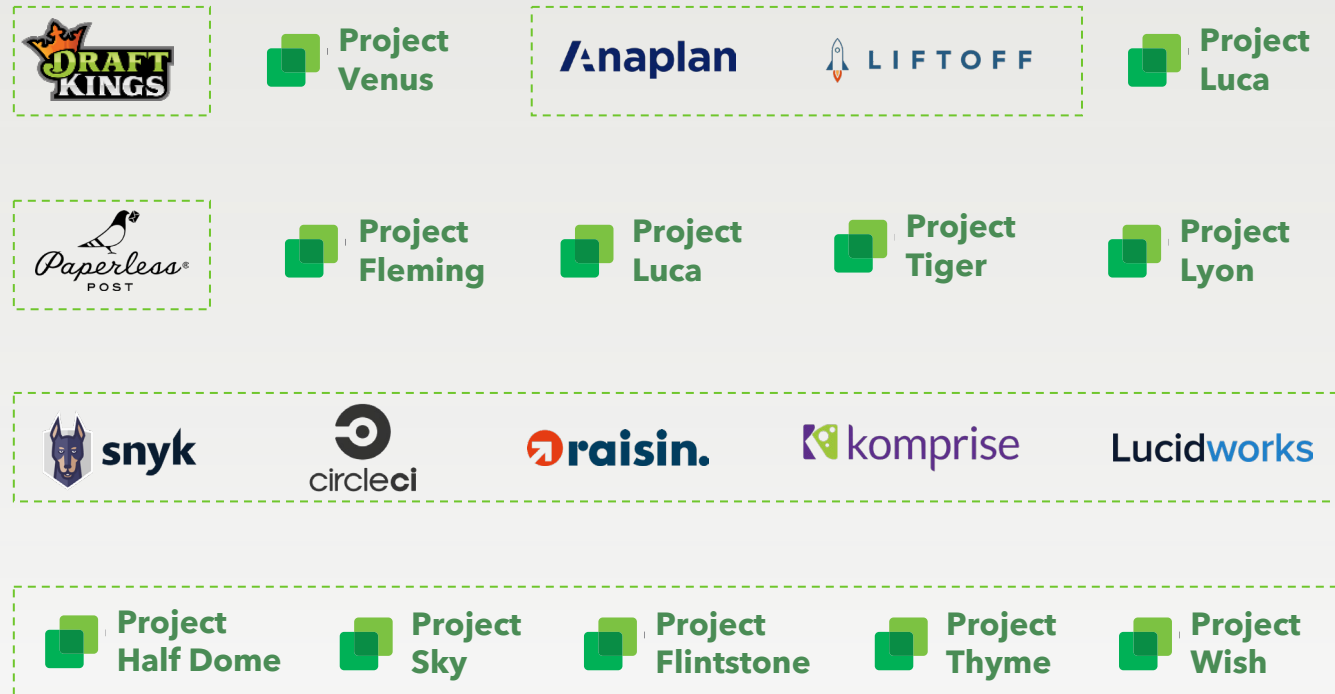 DRAFT
KINGS
Project
Venus
Anaplan
LIFTOFF
Project
Luca
Paperless®
POST
Project
Fleming
Project
Luca
Project
Tiger
Project
Lyon
snyk
circleci
raisin.
komprise
Lucidworks
Project
Half Dome
Project
Sky
Project
Flintstone
Project
Thyme
Project
Wish